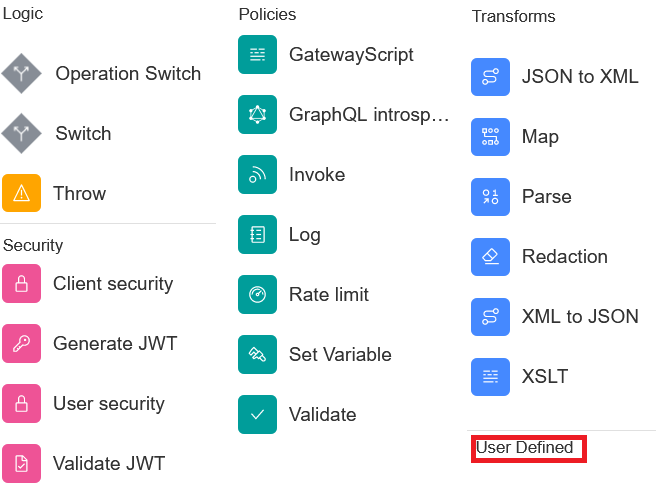 Logic
Operation Switch
Switch
Throw
Security
Client security
Generate JWT
User security
Validate JWT
Policies
GatewayScript
GraphQL introsp...
Invoke
Log
Rate limit
Set Variable
Validate
Transforms
JSON to XML
Map
Parse
Redaction
XML to JSON
XSLT
User Defined